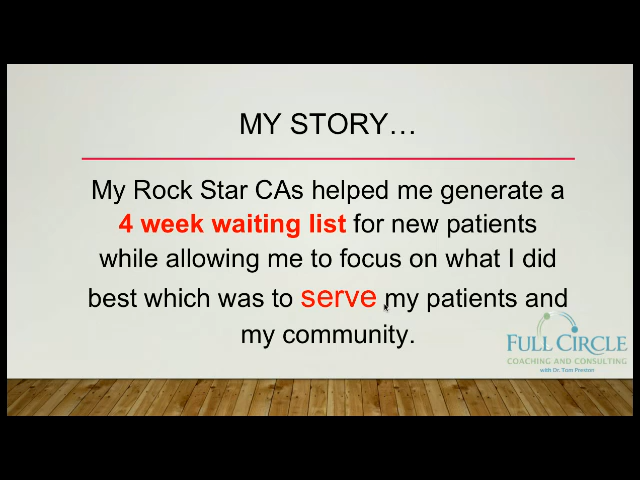 MY STORY…
My Rock Star CAs helped me generate a
4 week waiting list for new patients
while allowing me to focus on what I did
best which was to serve my patients and
my community.
FULL CIRCLE
COACHING AND CONSULTING
with Dr. Tom Preston